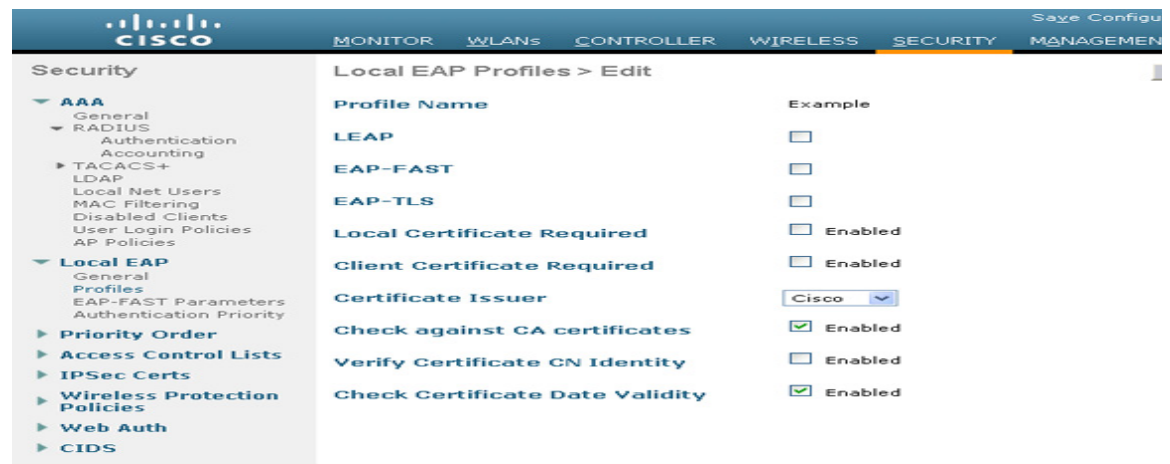 Save Configu
CISCO
MONITOR WLANs CONTROLLER WIRELESS SECURITY MANAGEMEN
Security
AAA
General
RADIUS
Authentication
Accounting
TACACS+
LDAP
Local Net Users
MAC Filtering
Disabled Clients
User Login Policies
AP Policies
Local EAP
General
Profiles
EAP-FAST Parameters
Authentication Priority
Priority Order
Access Control Lists
IPSec Certs
Wireless Protection
Policies
Web Auth
CIDS
Local EAP Profiles > Edit
Profile Name Example
LEAP
EAP-FAST
EAP-TLS
Local Certificate Required Enabled
Client Certificate Required Enabled
Certificate Issuer Cisco
Check against CA certificates Enabled
Verify Certificate CN Identity Enabled
Check Certificate Date Validity Enabled